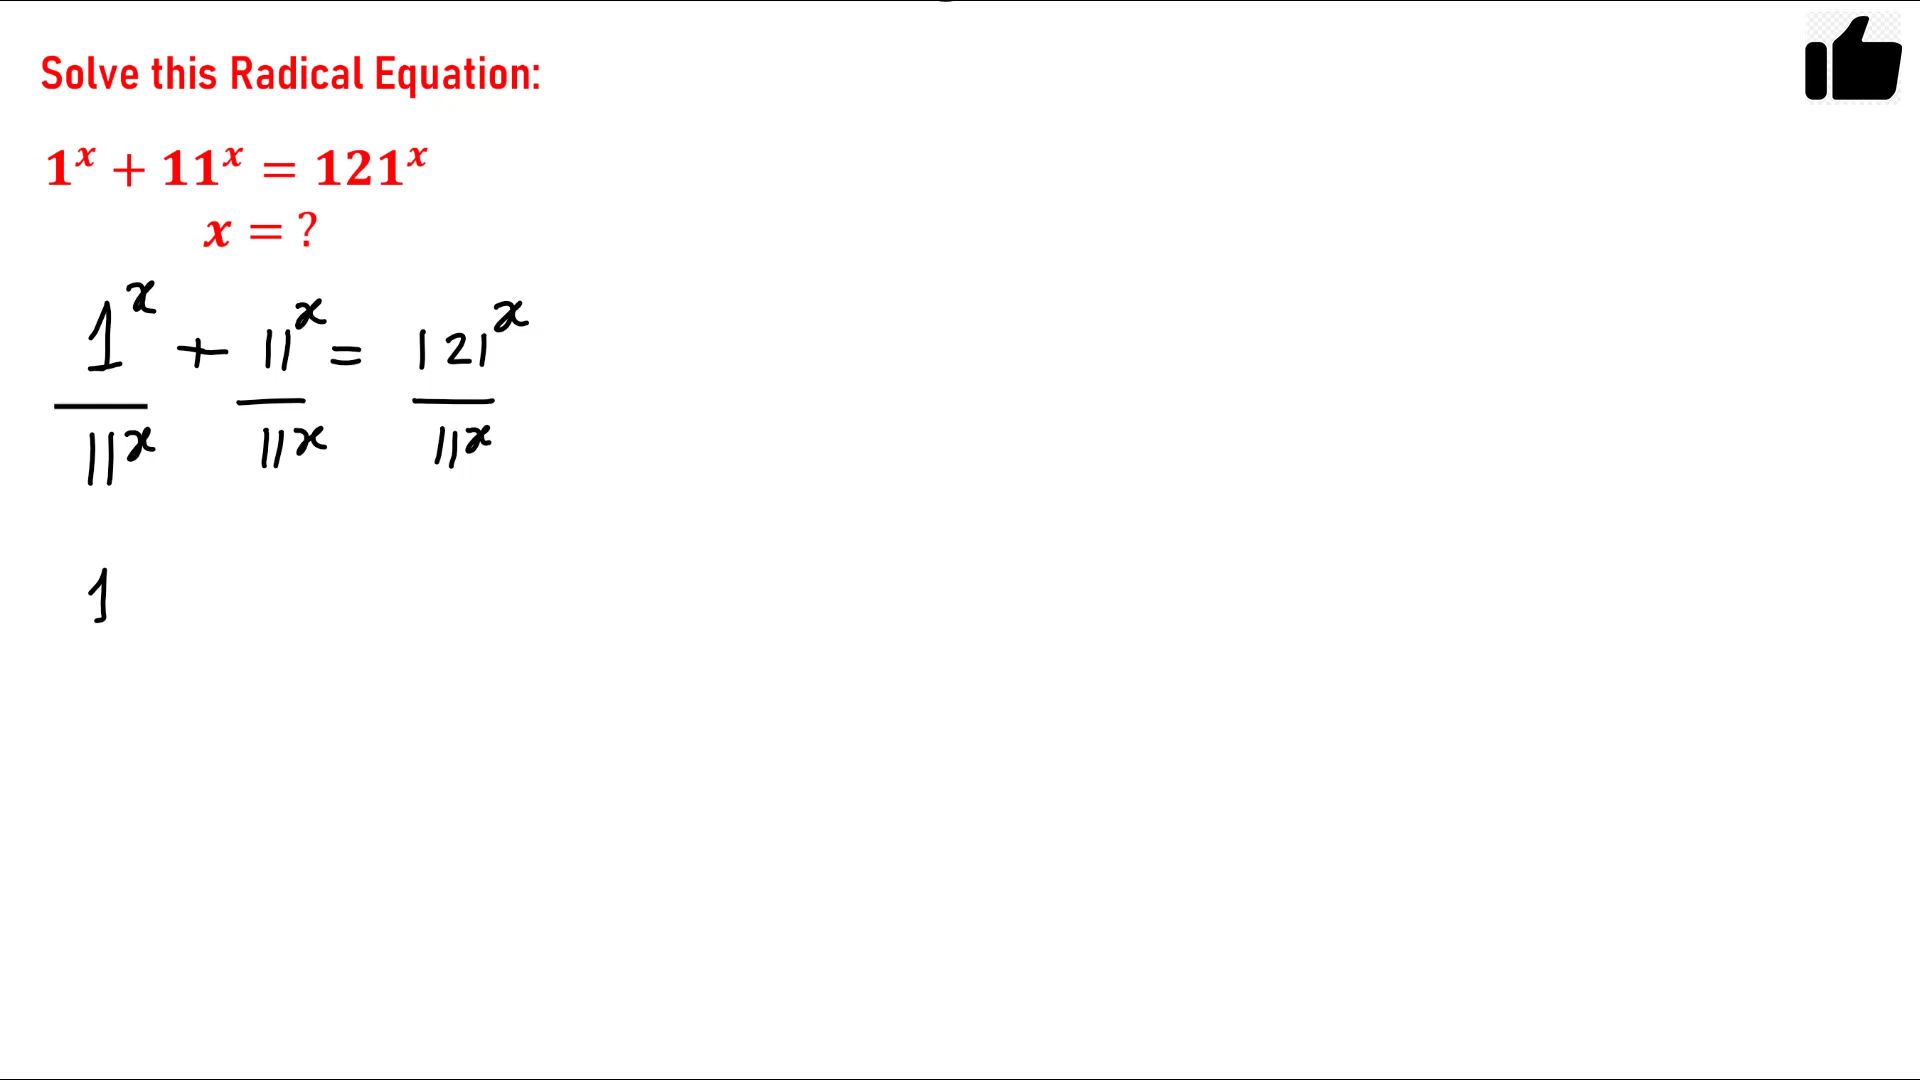 Solve this Radical Equation:
1^x + 11^x = 121^x
x = ?
1^x/11^x + 11^x/11^x = 121^x/11^x
1